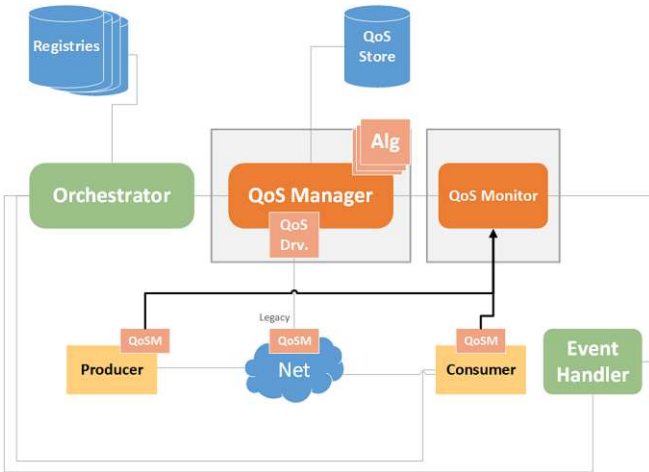 Registries
QoS
Store
Alg
Orchestrator
QoS Manager
QoS Monitor
QoS
Drv.
Legacy
QoSM
QoSM
QoSM
Producer
Net
Consumer
Event
Handler